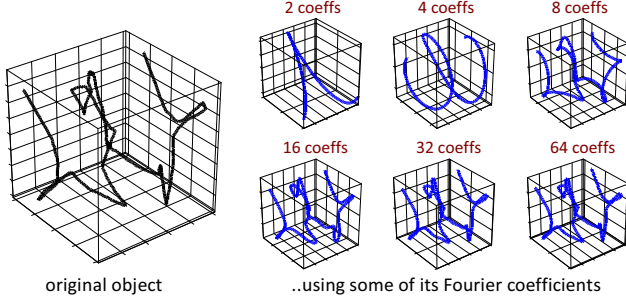 2 coeffs 4 coeffs 8 coeffs
16 coeffs 32 coeffs 64 coeffs
original object ..using some of its Fourier coefficients